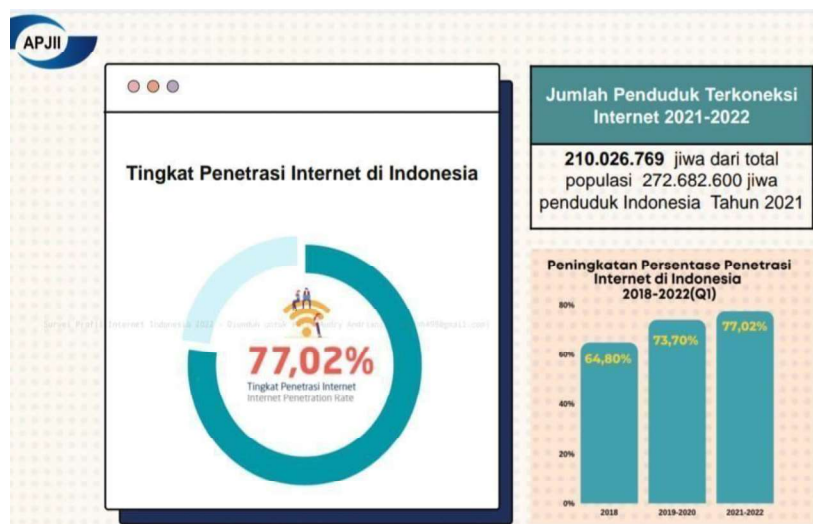 APJII
Tingkat Penetrasi Internet di Indonesia
77,02%
Tingkat Penetrasi Internet
Internet Penetration Rate
Jumlah Penduduk Terkoneksi
Internet 2021-2022
210.026.769 jiwa dari total
populasi 272.682.600 jiwa
penduduk Indonesia Tahun 2021
Peningkatan Persentase Penetrasi
Internet di Indonesia
2018-2022(Q1)
80%
60%
40%
20%
0%
64,80%
73,70%
77,02%
2018
2019-2020
2021-2022